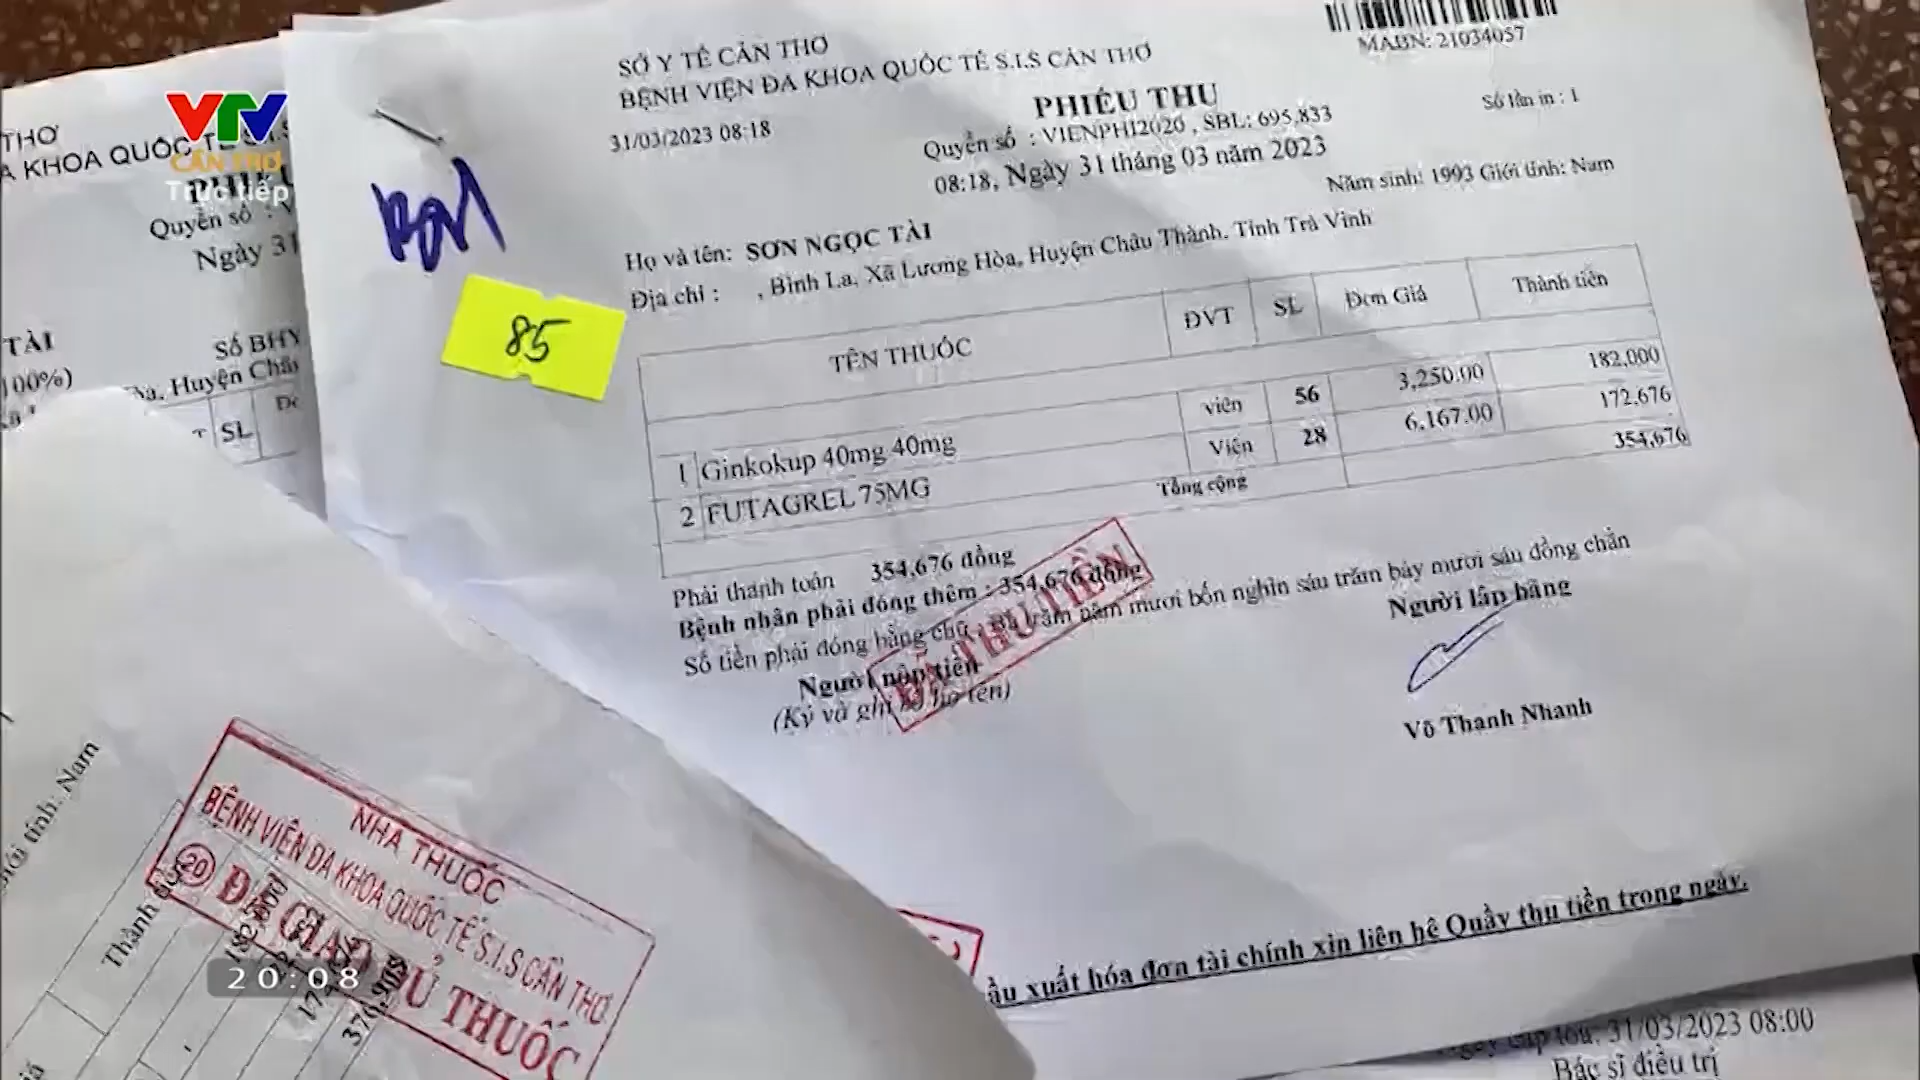 SỞ Y TẾ CẦN THƠ
BỆNH VIỆN ĐA KHOA QUỐC TẾ S.I.S CẦN THƠ
31/03/2023 08:18
MABN: 21034057
PHIẾU THU
Số lần in : 1
Quyển số : VIENPHI2020 , SBL: 695,833
08:18, Ngày 31 tháng 03 năm 2023
Họ và tên: SƠN NGỌC TÀI
Năm sinh: 1993 Giới tính: Nam
Địa chỉ : , Bình La, Xã Lương Hòa, Huyện Châu Thành. Tỉnh Trà Vinh
85
TÊN THUỐC ĐVT SL Đơn Giá Thành tiền
1 Ginkokup 40mg 40mg viên 56 3,250.00 182,000
2 FUTAGREL 75MG Viên 28 6,167.00 172,676
Tổng cộng 354,676
Phải thanh toán 354,676 đồng
Bệnh nhân phải đóng thêm : 354,676 đồng
Số tiền phải đóng bằng chữ : Ba trăm năm mươi bốn nghìn sáu trăm bảy mươi sáu đồng chẵn
ĐÃ THU TIỀN
Người nộp tiền
(Ký và ghi họ tên)
Người lập bảng
Võ Thanh Nhanh
ầu xuất hóa đơn tài chính xin liên hệ Quầy thu tiền trong ngày.
31/03/2023 08:00
Bác sĩ điều trị
THƠ
A KHOA QUỐC TẾ S.I.S
Quyển số : V
Ngày 31
TÀI
Số BHY
100%)
Huyện Châ
SL
VTV
CẦN THƠ
Trực tiếp
giới tính: Nam
Thành
NHÀ THUỐC
BỆNH VIỆN ĐA KHOA QUỐC TẾ S.I.S CẦN THƠ
20 ĐÃ GIAO ĐỦ THUỐC
20:08